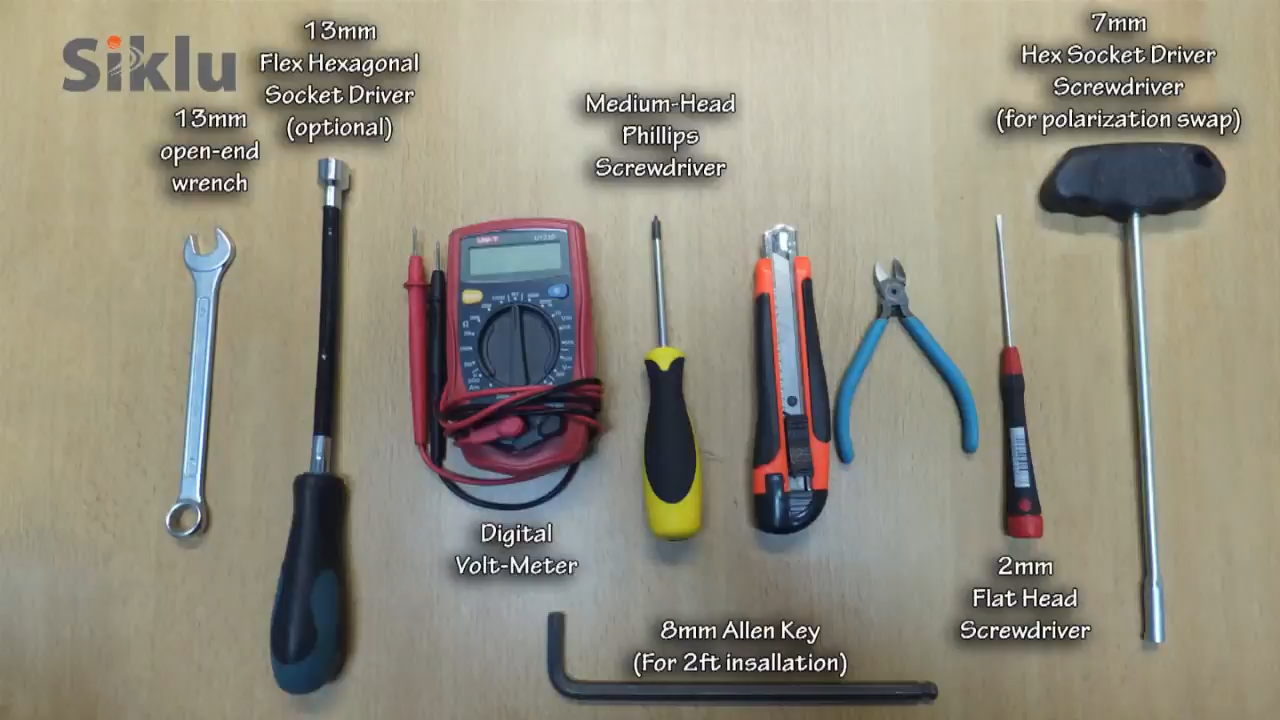 Siklu
13mm
open-end
wrench
13mm
Flex Hexagonal
Socket Driver
(optional)
Medium-Head
Phillips
Screwdriver
7mm
Hex Socket Driver
Screwdriver
(for polarization swap)
UNI-T
Digital
Volt-Meter
2mm
Flat Head
Screwdriver
8mm Allen Key
(For 2ft insallation)